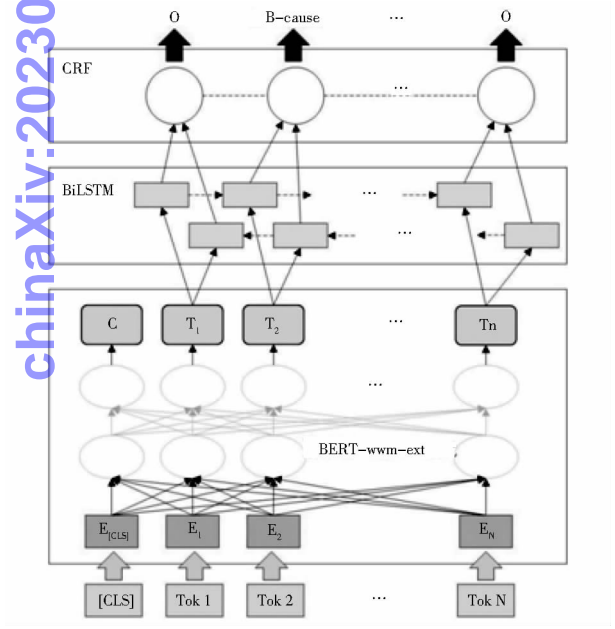 O B-cause ... O
CRF
...
BiLSTM
...
...
C T1 T2 ... Tn
...
BERT-wwm-ext
E[CLS] E1 E2 EN
[CLS] Tok 1 Tok 2 ... Tok N
chinaXiv:20230